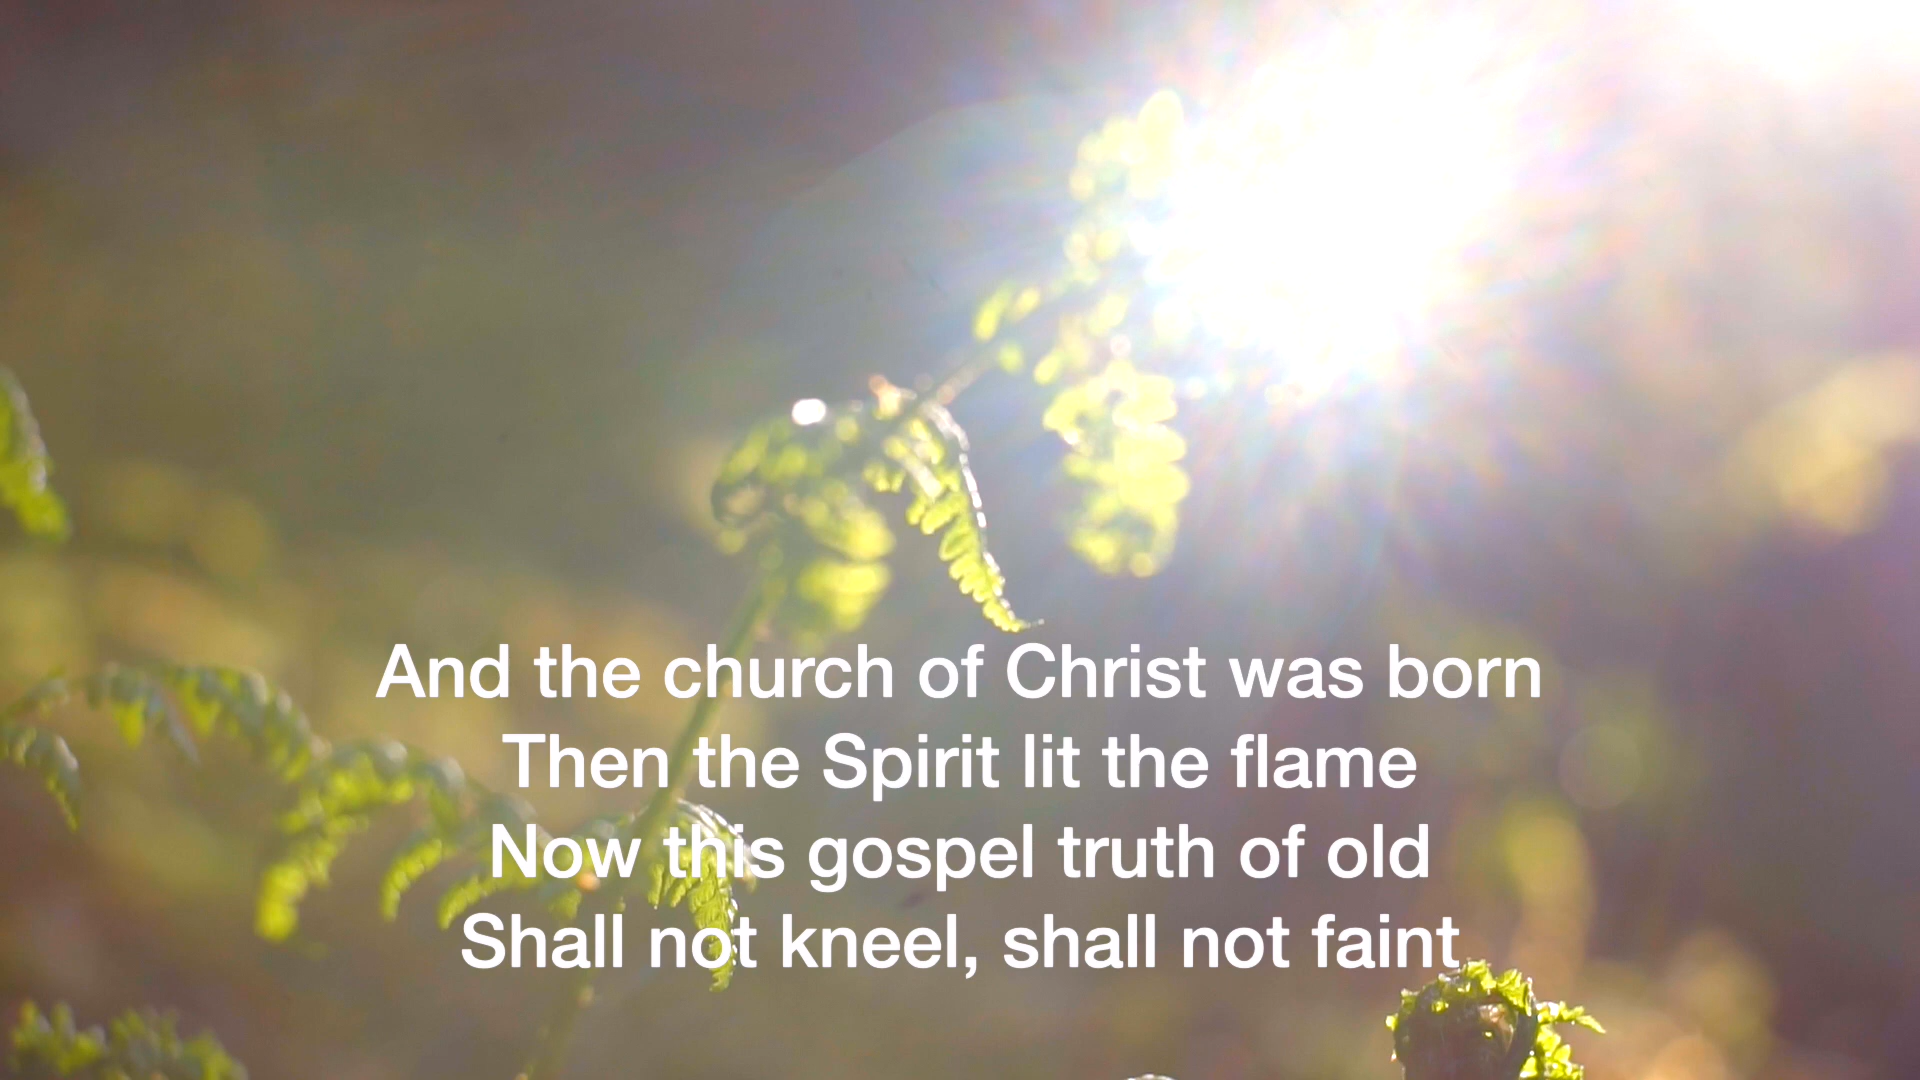 And the church of Christ was born
Then the Spirit lit the flame
Now this gospel truth of old
Shall not kneel, shall not faint